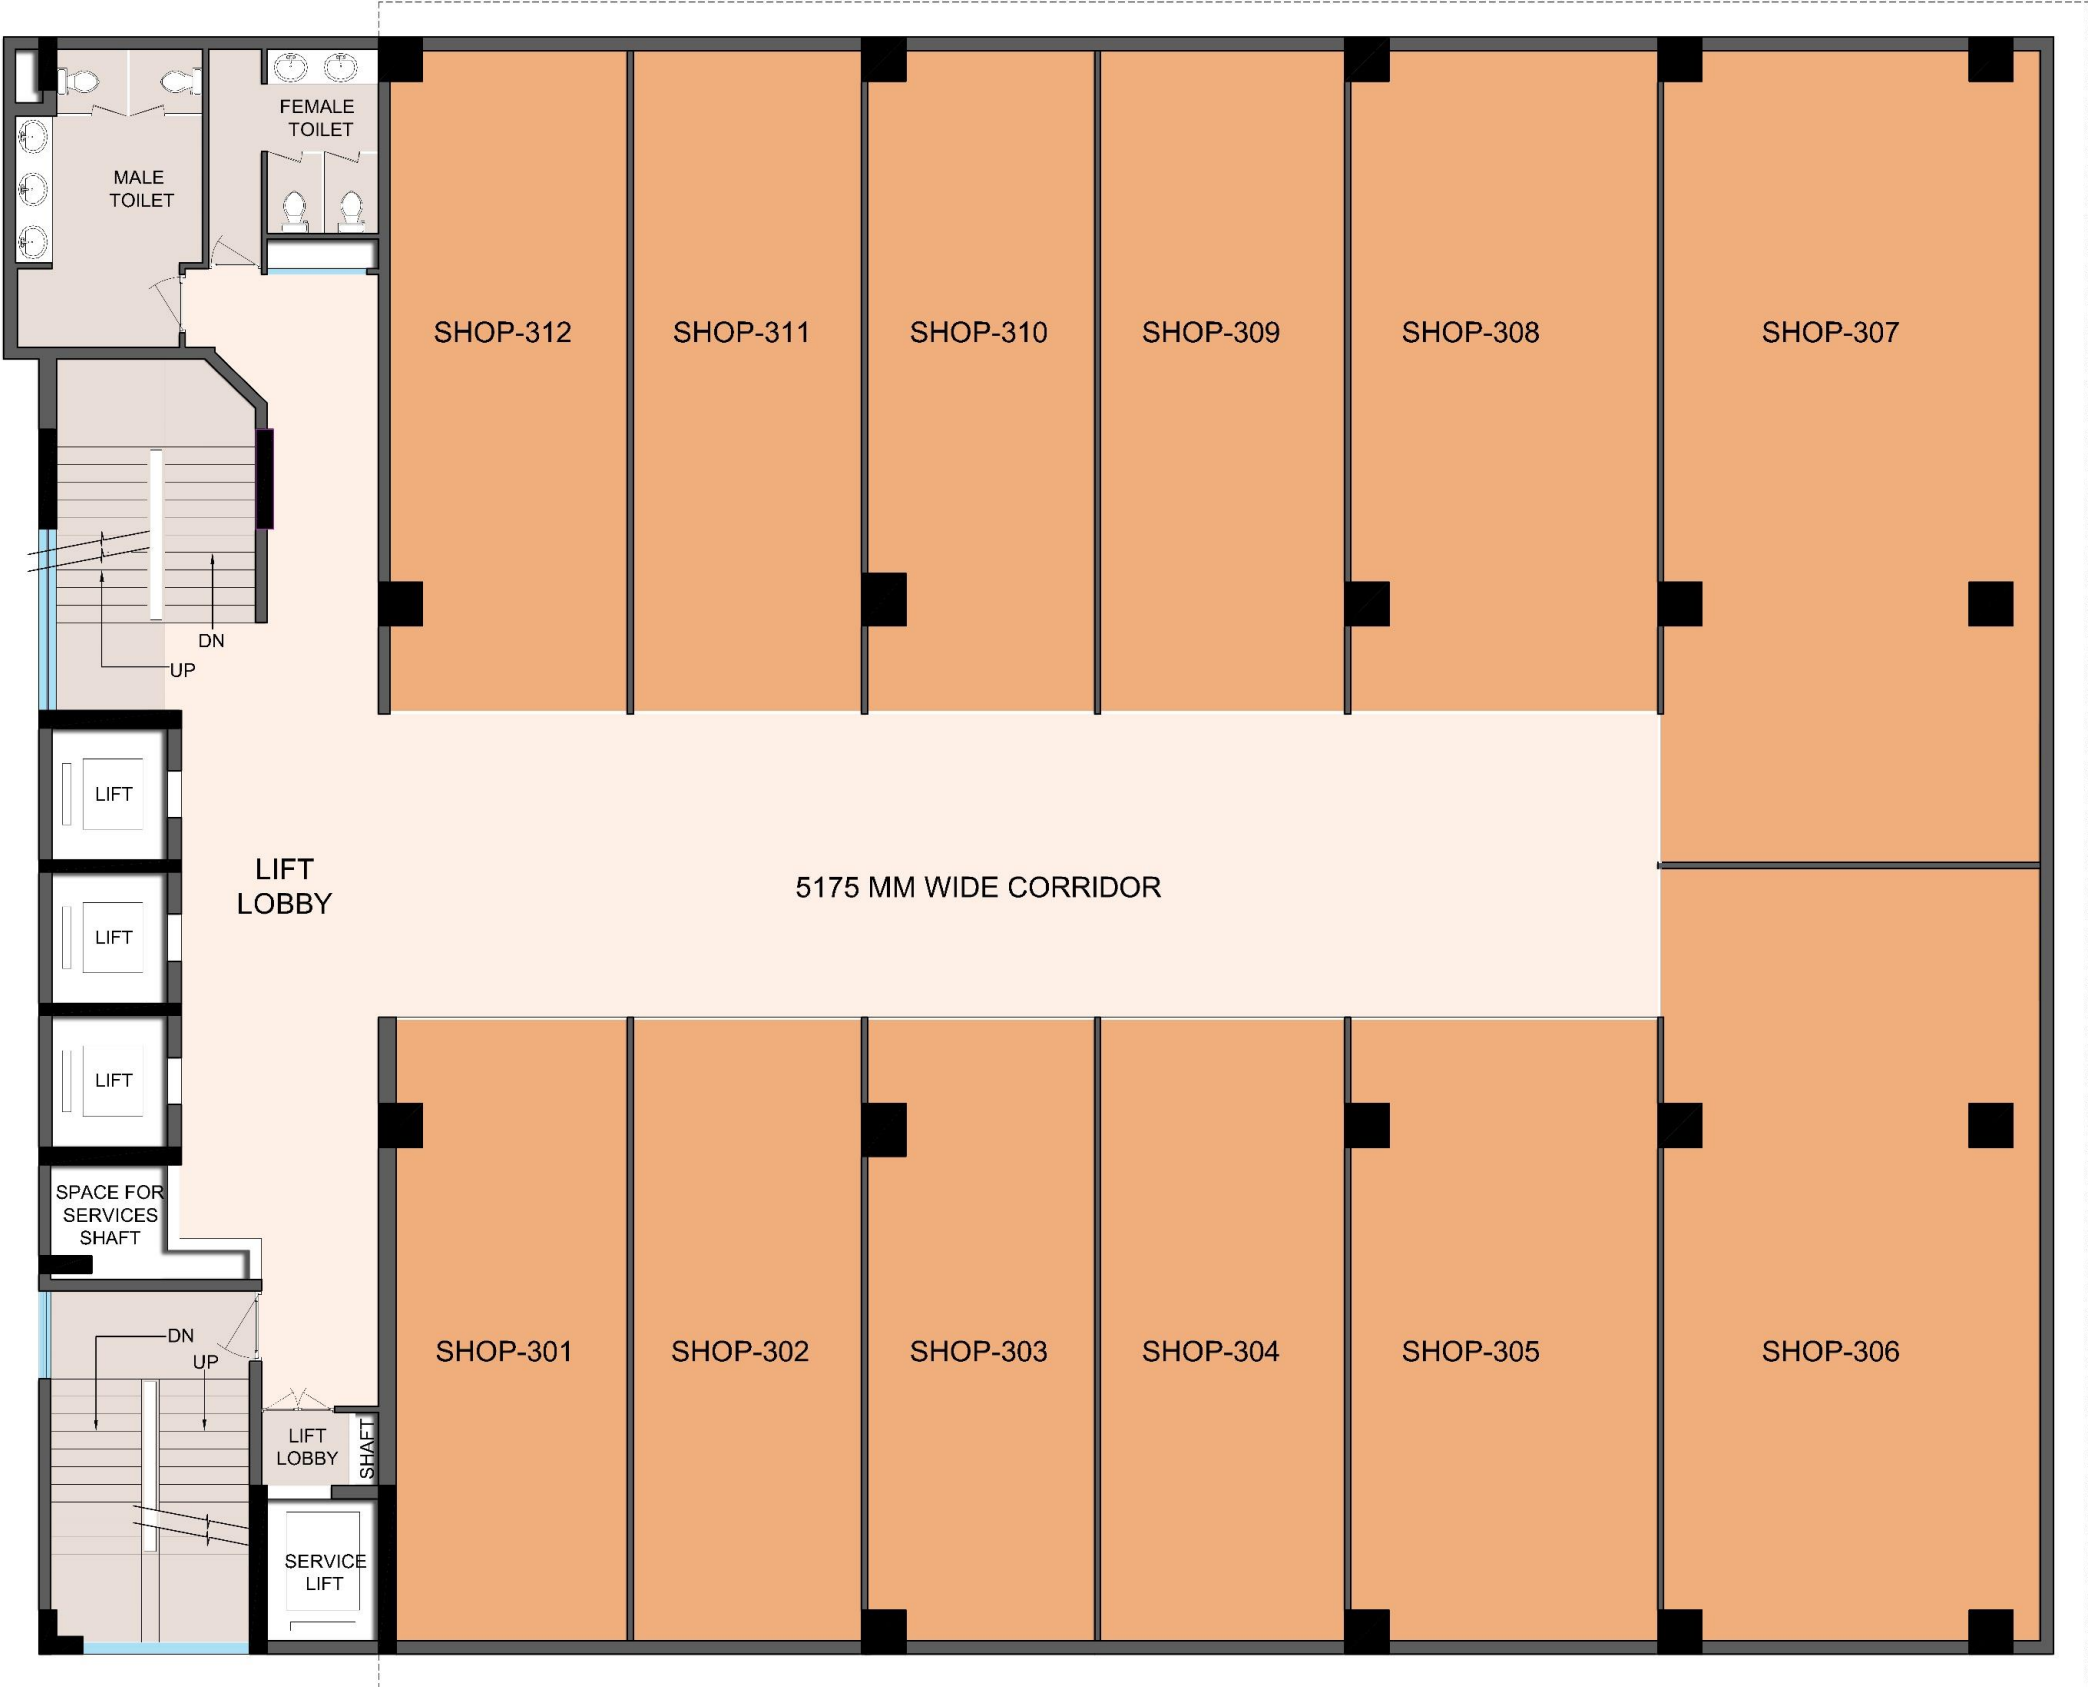 FEMALE
TOILET
MALE
TOILET
SHOP-312
SHOP-311
SHOP-310
SHOP-309
SHOP-308
SHOP-307
DN
UP
LIFT
LIFT
LOBBY
5175 MM WIDE CORRIDOR
LIFT
LIFT
SPACE FOR
SERVICES
SHAFT
DN
UP
SHOP-301
SHOP-302
SHOP-303
SHOP-304
SHOP-305
SHOP-306
LIFT
LOBBY
SHAFT
SERVICE
LIFT